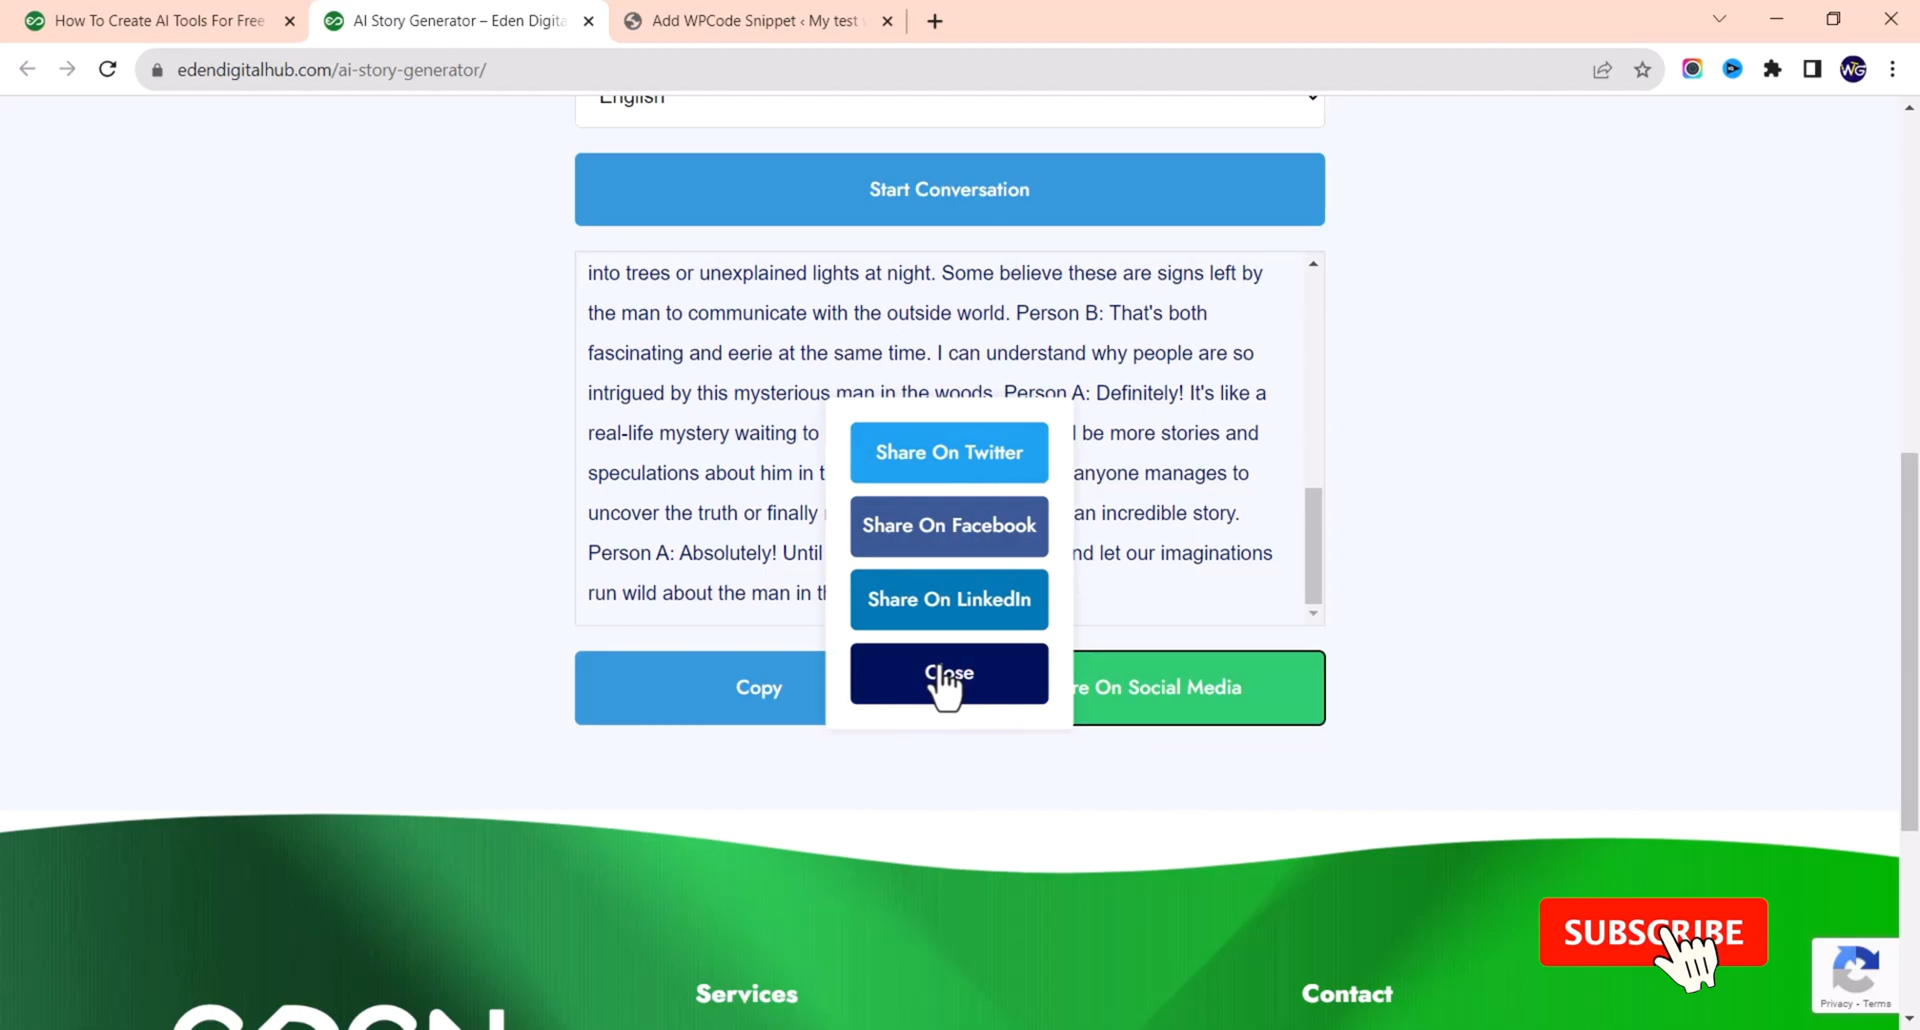 How To Create AI Tools For Free
AI Story Generator – Eden Digita
Add WPCode Snippet ‹ My test
edendigitalhub.com/ai-story-generator/
English
Start Conversation
into trees or unexplained lights at night. Some believe these are signs left by
the man to communicate with the outside world. Person B: That's both
fascinating and eerie at the same time. I can understand why people are so
intrigued by this mysterious man in the woods. Person A: Definitely! It's like a
real-life mystery waiting to be more stories and
speculations about him in anyone manages to
uncover the truth or finally an incredible story.
Person A: Absolutely! Until let our imaginations
run wild about the man in
Share On Twitter
Share On Facebook
Share On LinkedIn
Close
Copy
On Social Media
SUBSCRIBE
Services
Contact
Privacy - Terms
WG